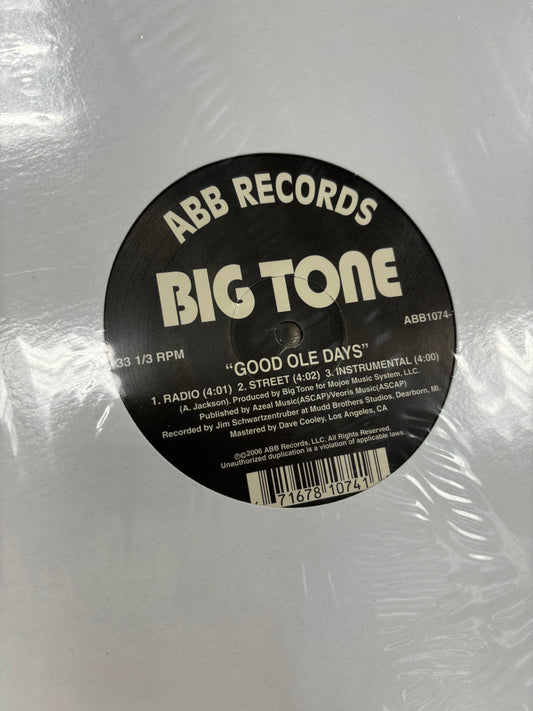 ABB RECORDS
BIG TONE
33 1/3 RPM
ABB1074-
"GOOD OLE DAYS"
1. RADIO (4:01) 2. STREET (4:02) 3. INSTRUMENTAL (4:00)
(A. Jackson). Produced by Big Tone for Mojoe Music System, LLC.
Published by Azeal Music(ASCAP)/Veoris Music(ASCAP)
Recorded by Jim Schwartzentruber at Mudd Brothers Studios, Dearborn, MI.
Mastered by Dave Cooley, Los Angeles, CA
℗©2006 ABB Records, LLC. All Rights Reserved.
Unauthorized duplication is a violation of applicable laws.
71678 10741